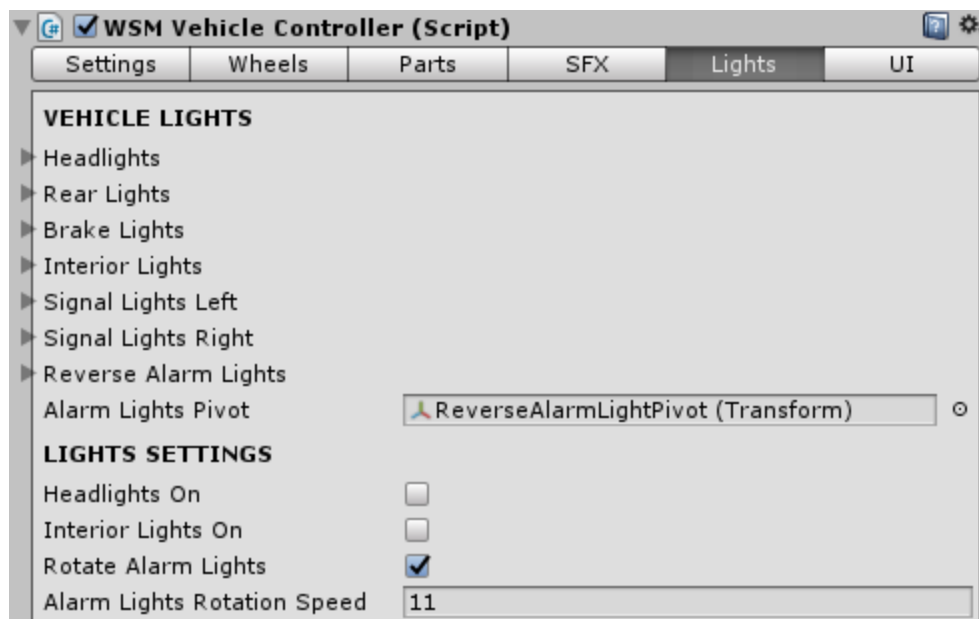 WSM Vehicle Controller (Script)
Settings Wheels Parts SFX Lights UI
VEHICLE LIGHTS
Headlights
Rear Lights
Brake Lights
Interior Lights
Signal Lights Left
Signal Lights Right
Reverse Alarm Lights
Alarm Lights Pivot ReverseAlarmLightPivot (Transform)
LIGHTS SETTINGS
Headlights On
Interior Lights On
Rotate Alarm Lights
Alarm Lights Rotation Speed 11